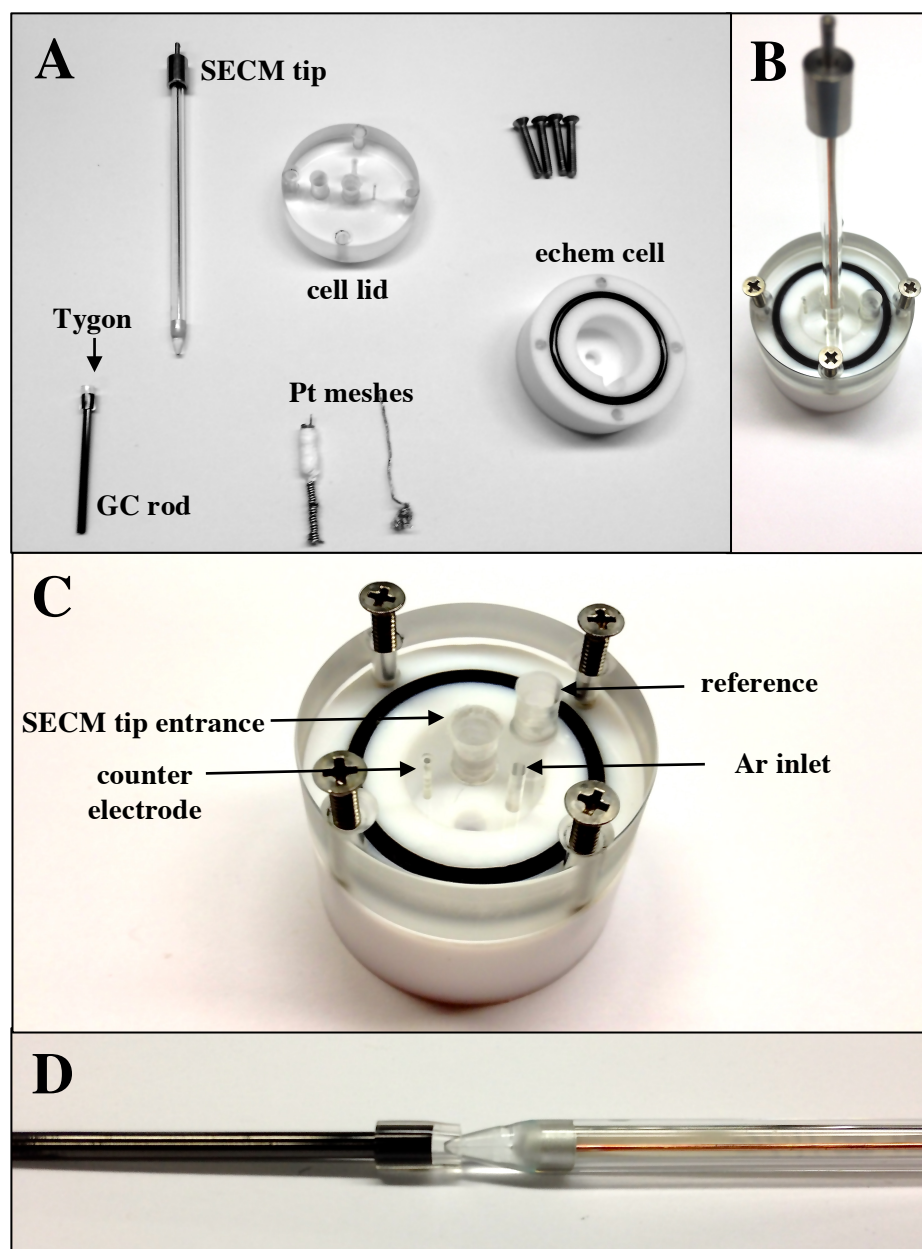 A
SECM tip
cell lid
echem cell
Tygon
Pt meshes
GC rod
B
C
SECM tip entrance
reference
counter
electrode
Ar inlet
D